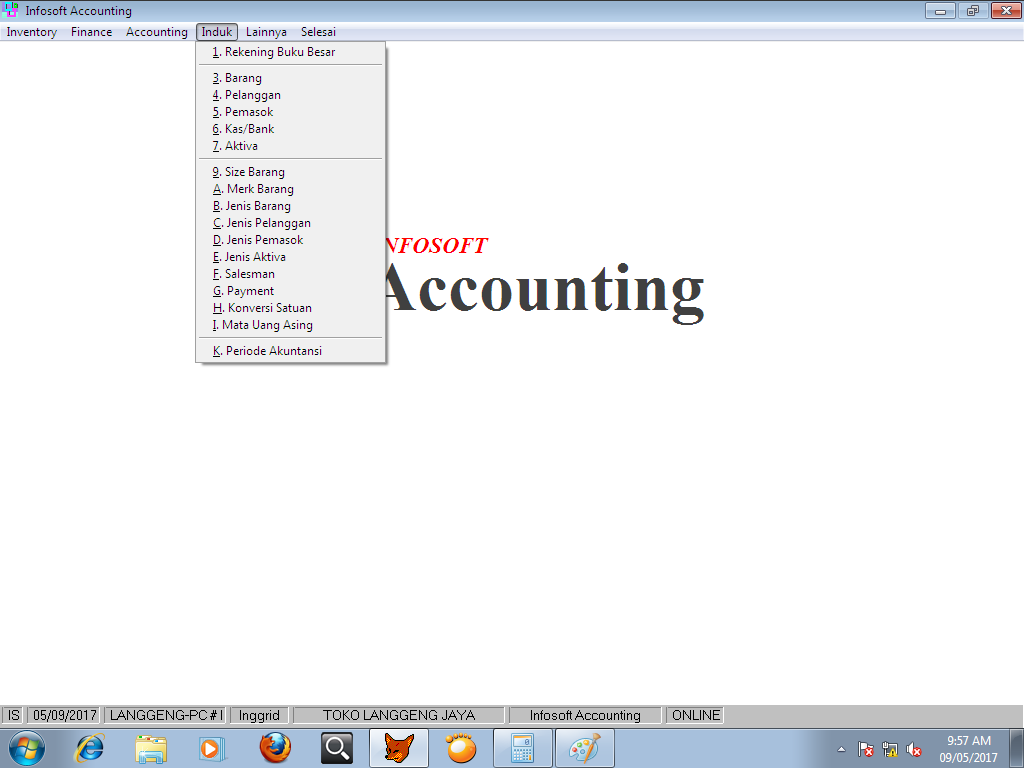 Infosoft Accounting
Inventory Finance Accounting Induk Lainnya Selesai
1. Rekening Buku Besar
3. Barang
4. Pelanggan
5. Pemasok
6. Kas/Bank
7. Aktiva
9. Size Barang
A. Merk Barang
B. Jenis Barang
C. Jenis Pelanggan
D. Jenis Pemasok
E. Jenis Aktiva
F. Salesman
G. Payment
H. Konversi Satuan
I. Mata Uang Asing
K. Periode Akuntansi
NFOSOFT
Accounting
IS 05/09/2017 LANGGENG-PC # I Inggrid TOKO LANGGENG JAYA Infosoft Accounting ONLINE
9:57 AM
09/05/2017